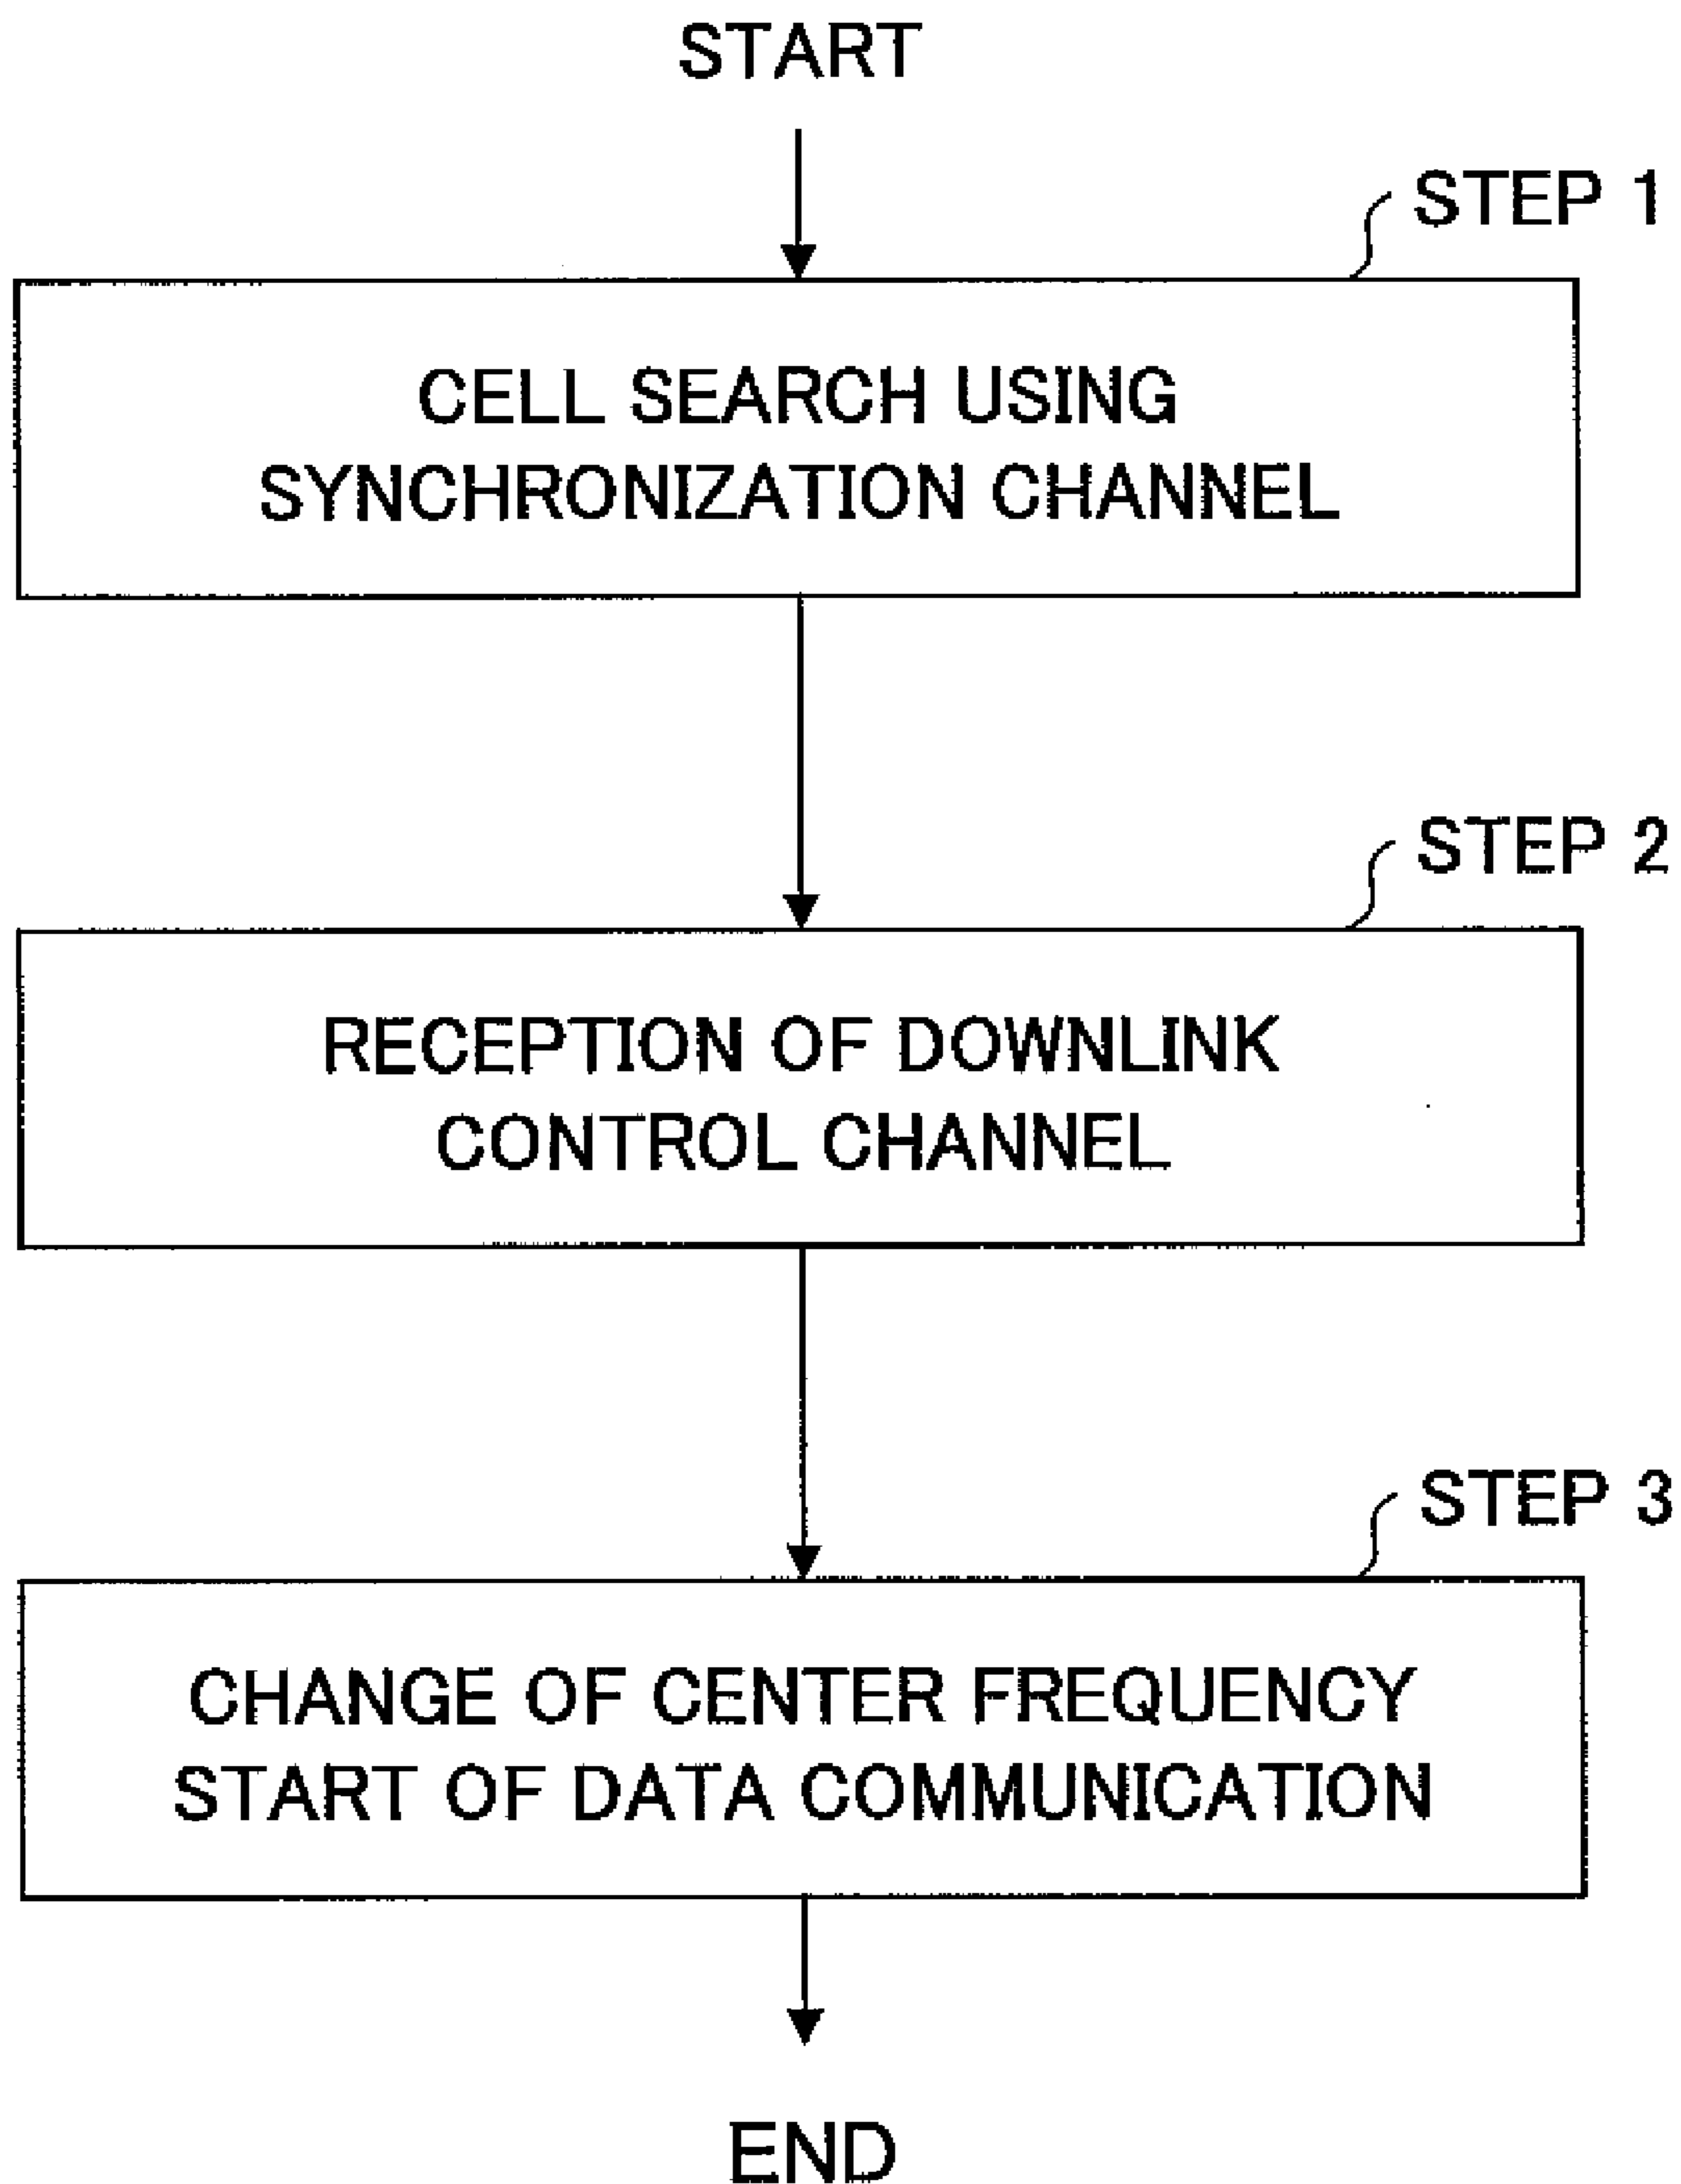 START
STEP 1
CELL SEARCH USING
SYNCHRONIZATION CHANNEL
STEP 2
RECEPTION OF DOWNLINK
CONTROL CHANNEL
STEP 3
CHANGE OF CENTER FREQUENCY
START OF DATA COMMUNICATION
END